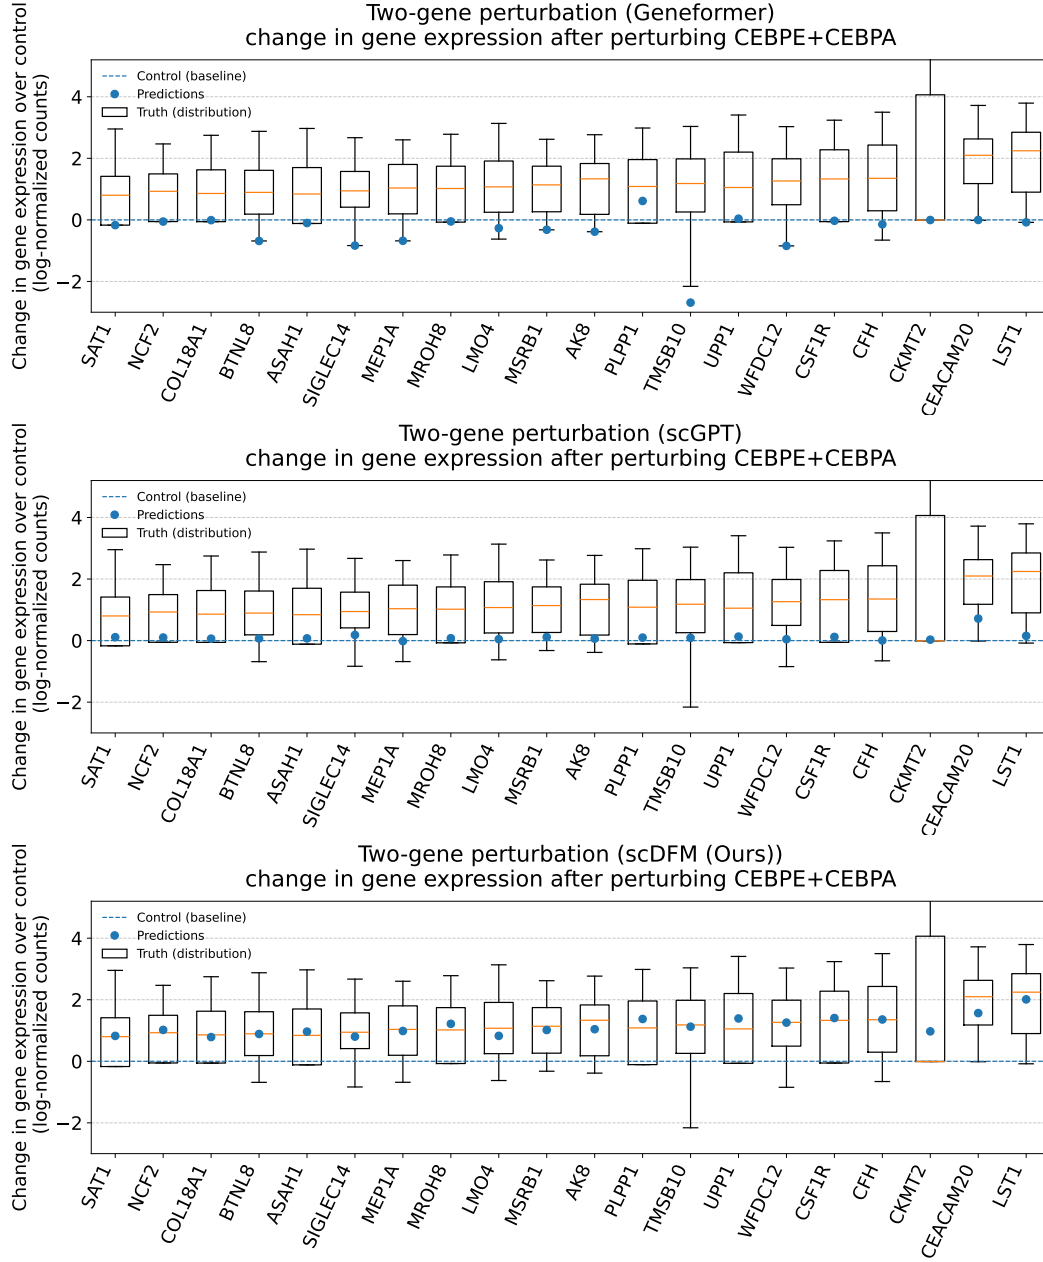 Two-gene perturbation (Geneformer)
change in gene expression after perturbing CEBPE+CEBPA
Change in gene expression over control
(log-normalized counts)
Control (baseline)
Predictions
Truth (distribution)
4
2
0
−2
SAT1
NCF2
COL18A1
BTNL8
ASAH1
SIGLEC14
MEP1A
MROH8
LMO4
MSRB1
AK8
PLPP1
TMSB10
UPP1
WFDC12
CSF1R
CFH
CKMT2
CEACAM20
LST1
Two-gene perturbation (scGPT)
change in gene expression after perturbing CEBPE+CEBPA
Change in gene expression over control
(log-normalized counts)
Control (baseline)
Predictions
Truth (distribution)
4
2
0
−2
SAT1
NCF2
COL18A1
BTNL8
ASAH1
SIGLEC14
MEP1A
MROH8
LMO4
MSRB1
AK8
PLPP1
TMSB10
UPP1
WFDC12
CSF1R
CFH
CKMT2
CEACAM20
LST1
Two-gene perturbation (scDFM (Ours))
change in gene expression after perturbing CEBPE+CEBPA
Change in gene expression over control
(log-normalized counts)
Control (baseline)
Predictions
Truth (distribution)
4
2
0
−2
SAT1
NCF2
COL18A1
BTNL8
ASAH1
SIGLEC14
MEP1A
MROH8
LMO4
MSRB1
AK8
PLPP1
TMSB10
UPP1
WFDC12
CSF1R
CFH
CKMT2
CEACAM20
LST1